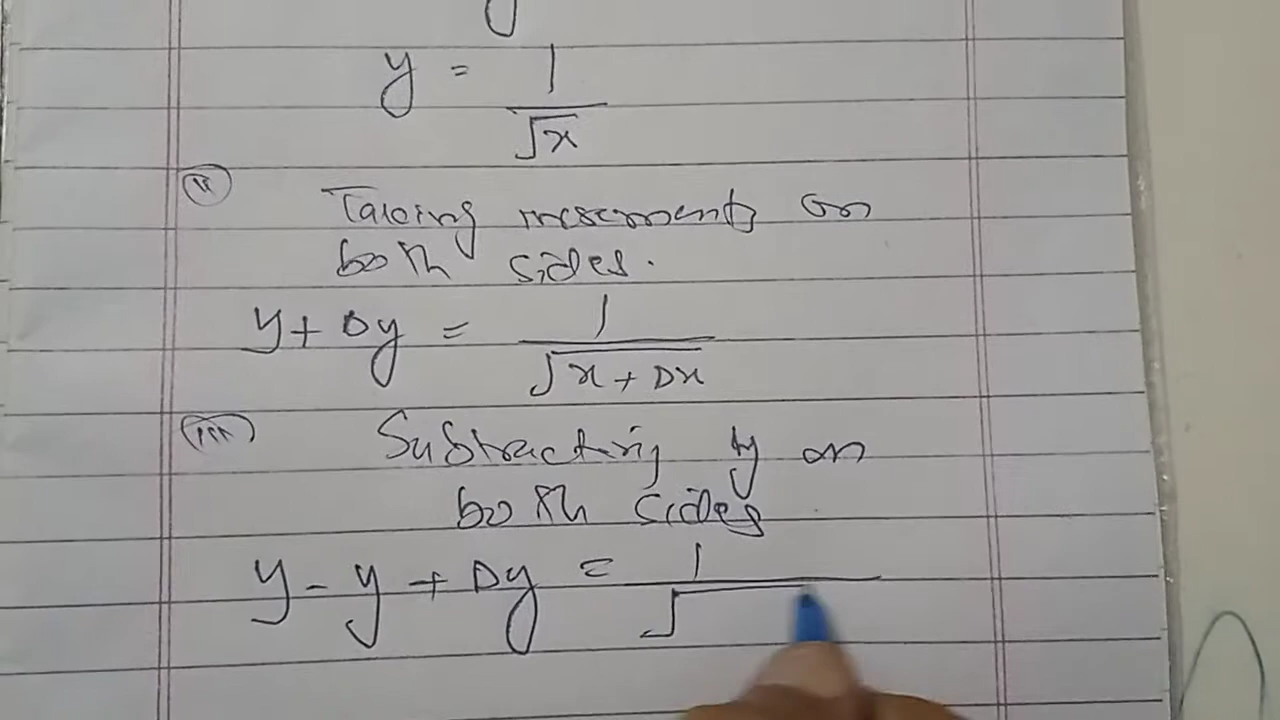 y = 1/√x
(ii) Taking increments on
both sides.
y + Δy = 1/√x + Δx
(iii) Subtracting y on
both sides
y - y + Δy = 1/√